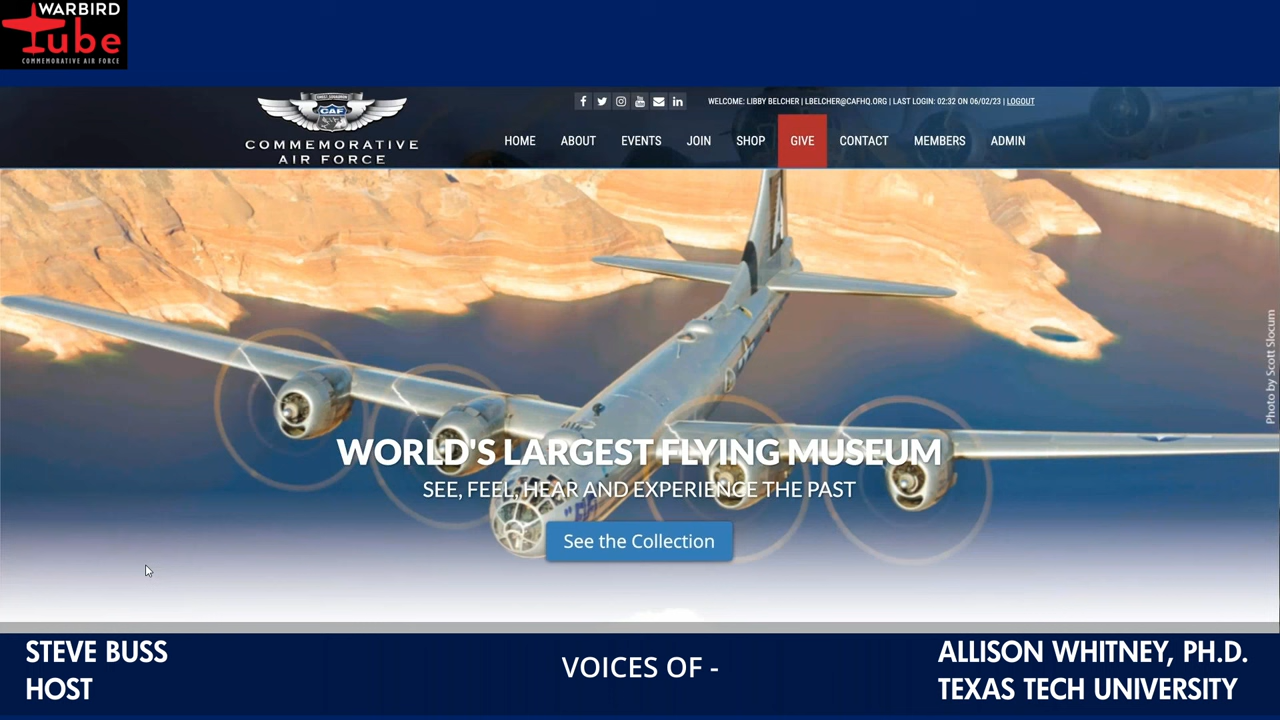 WARBIRD
Tube
COMMEMORATIVE AIR FORCE
CAF
COMMEMORATIVE
AIR FORCE
WELCOME: LIBBY BELCHER | LBELCHER@CAFHQ.ORG | LAST LOGIN: 02:32 ON 06/02/23 | LOGOUT
HOME ABOUT EVENTS JOIN SHOP GIVE CONTACT MEMBERS ADMIN
Photo by Scott Slocum
WORLD'S LARGEST FLYING MUSEUM
SEE, FEEL, HEAR AND EXPERIENCE THE PAST
See the Collection
STEVE BUSS
HOST
VOICES OF -
ALLISON WHITNEY, PH.D.
TEXAS TECH UNIVERSITY